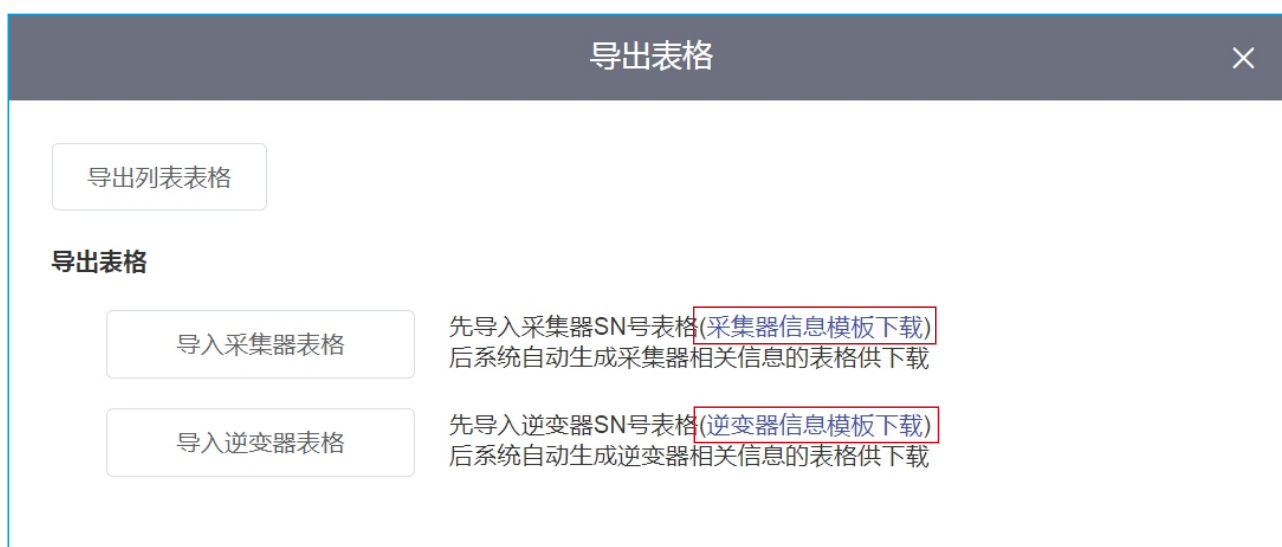 导出表格
导出列表表格
导出表格
导入采集器表格
先导入采集器SN号表格(采集器信息模板下载)
后系统自动生成采集器相关信息的表格供下载
导入逆变器表格
先导入逆变器SN号表格(逆变器信息模板下载)
后系统自动生成逆变器相关信息的表格供下载